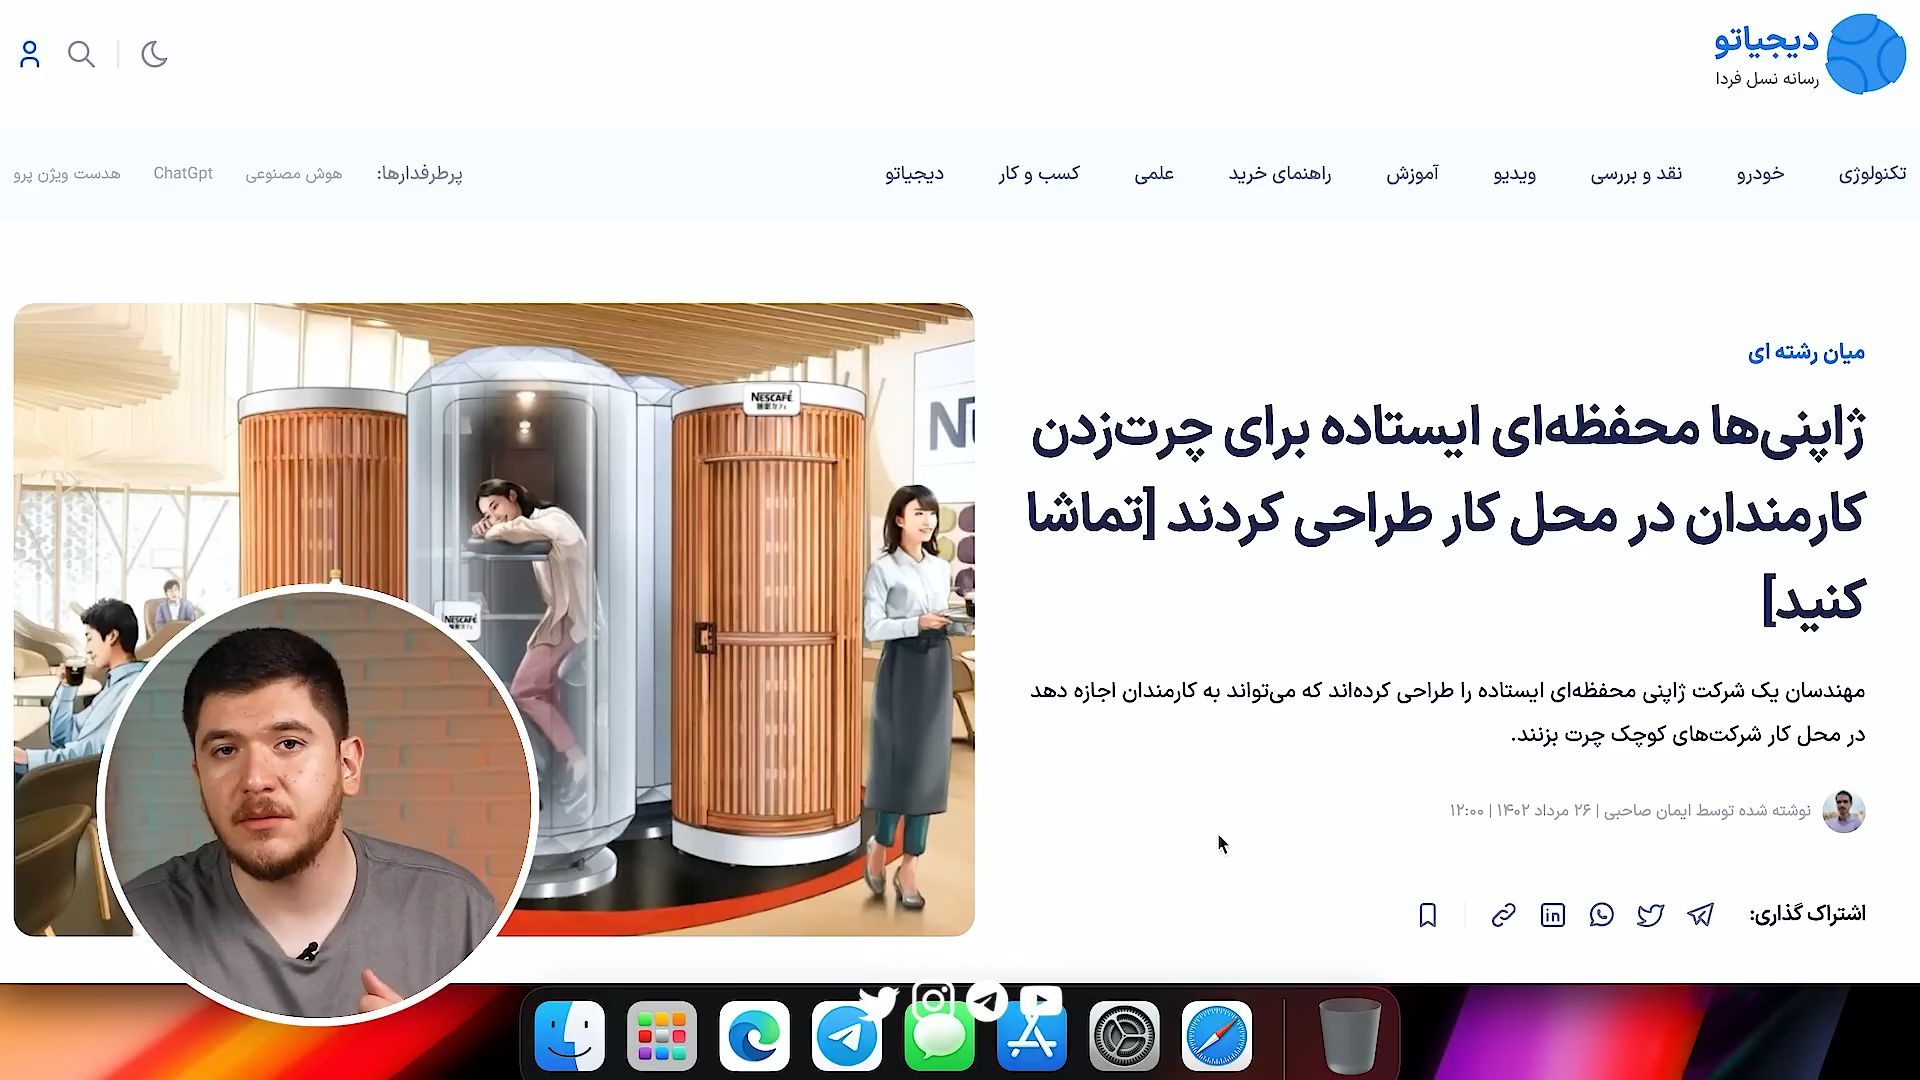 دیجیاتو
رسانه نسل فردا
تکنولوژی
خودرو
نقد و بررسی
ویدیو
آموزش
راهنمای خرید
علمی
کسب و کار
دیجیاتو
پرطرفدارها:
هوش مصنوعی
ChatGpt
هدست ویژن پرو
میان رشته ای
ژاپنی‌ها محفظه‌ای ایستاده برای چرت‌زدن
کارمندان در محل کار طراحی کردند [تماشا
کنید]
مهندسان یک شرکت ژاپنی محفظه‌ای ایستاده را طراحی کرده‌اند که می‌تواند به کارمندان اجازه دهد
در محل کار شرکت‌های کوچک چرت بزنند.
نوشته شده توسط ایمان صاحبی | ۲۶ مرداد ۱۴۰۲ | ۱۲:۰۰
اشتراک گذاری:
NESCAFÉ
NESCAFÉ